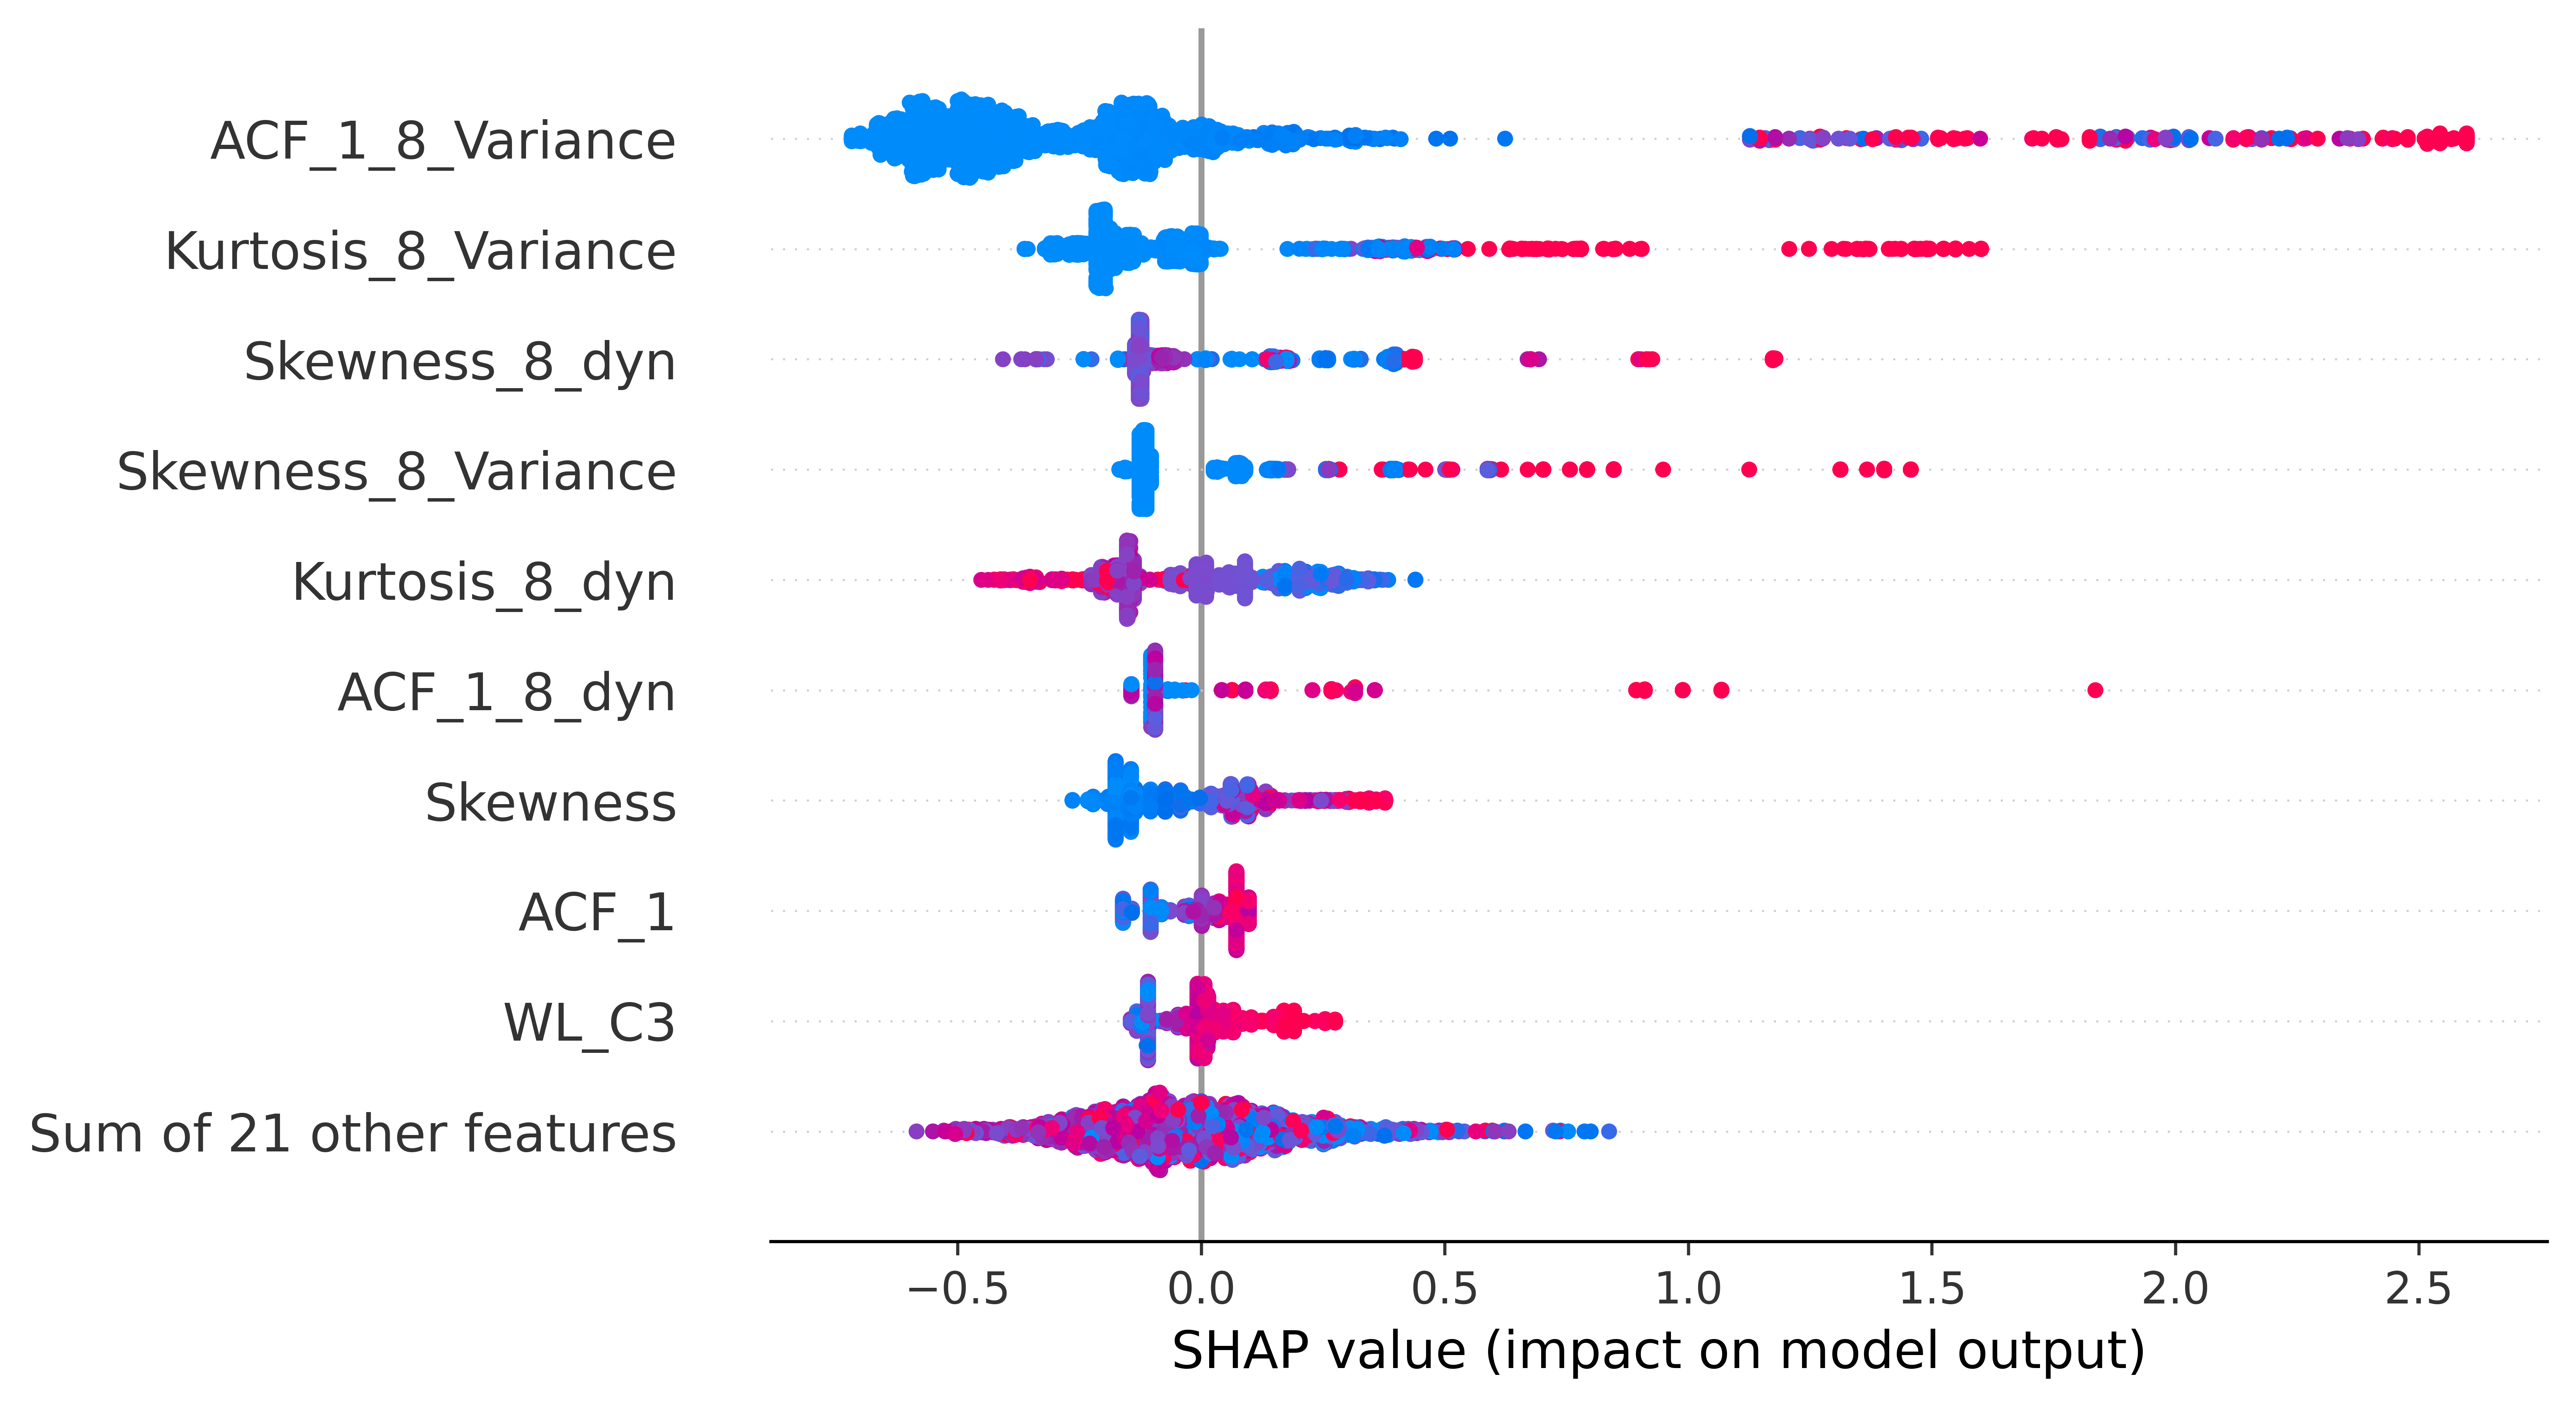 ACF_1_8_Variance
Kurtosis_8_Variance
Skewness_8_dyn
Skewness_8_Variance
Kurtosis_8_dyn
ACF_1_8_dyn
Skewness
ACF_1
WL_C3
Sum of 21 other features
−0.5 0.0 0.5 1.0 1.5 2.0 2.5
SHAP value (impact on model output)